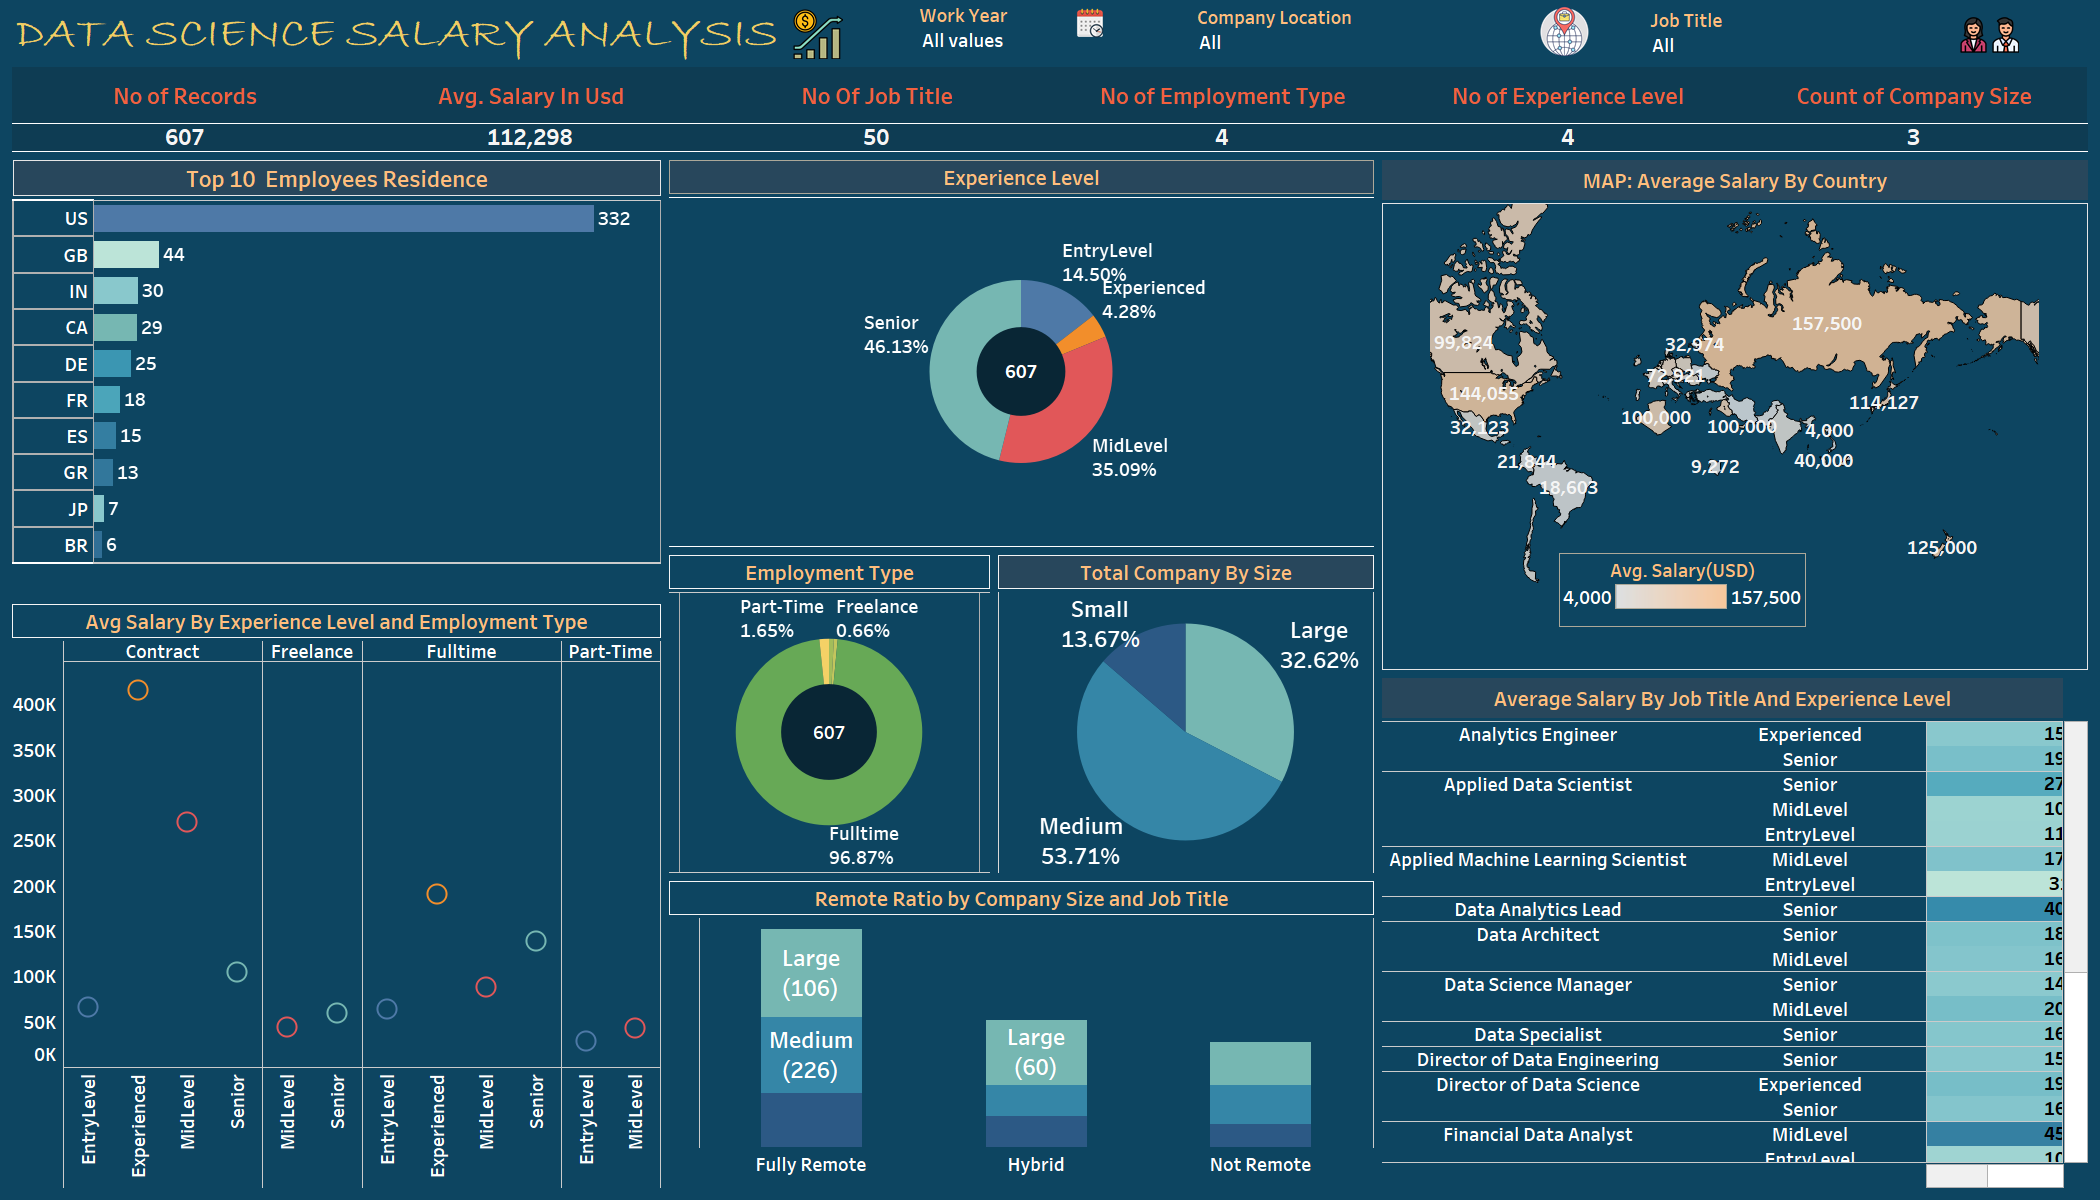 DATA SCIENCE SALARY ANALYSIS
Work Year
All values
Company Location
All
Job Title
All
No of Records
Avg. Salary In Usd
No Of Job Title
No of Employment Type
No of Experience Level
Count of Company Size
607
112,298
50
4
4
3
Top 10 Employees Residence
US
332
GB
44
IN
30
CA
29
DE
25
FR
18
ES
15
GR
13
JP
7
BR
6
Experience Level
EntryLevel
14.50%
Experienced
4.28%
Senior
46.13%
607
MidLevel
35.09%
MAP: Average Salary By Country
157,500
99,824
32,974
72,921
144,055
114,127
100,000
32,123
100,000
4,000
21,844
9,272
40,000
18,603
125,000
Avg. Salary(USD)
4,000
157,500
Avg Salary By Experience Level and Employment Type
Contract
Freelance
Fulltime
Part-Time
400K
350K
300K
250K
200K
150K
100K
50K
0K
EntryLevel
Experienced
MidLevel
Senior
MidLevel
Senior
EntryLevel
Experienced
MidLevel
Senior
EntryLevel
MidLevel
Employment Type
Part-Time
1.65%
Freelance
0.66%
607
Fulltime
96.87%
Total Company By Size
Small
13.67%
Large
32.62%
Medium
53.71%
Remote Ratio by Company Size and Job Title
Large
(106)
Medium
(226)
Large
(60)
Fully Remote
Hybrid
Not Remote
Average Salary By Job Title And Experience Level
Analytics Engineer Experienced 15
Senior 19
Applied Data Scientist Senior 27
MidLevel 10
EntryLevel 11
Applied Machine Learning Scientist MidLevel 17
EntryLevel 3
Data Analytics Lead Senior 40
Data Architect Senior 18
MidLevel 16
Data Science Manager Senior 14
MidLevel 20
Data Specialist Senior 16
Director of Data Engineering Senior 15
Director of Data Science Experienced 19
Senior 16
Financial Data Analyst MidLevel 45
EntryLevel 10